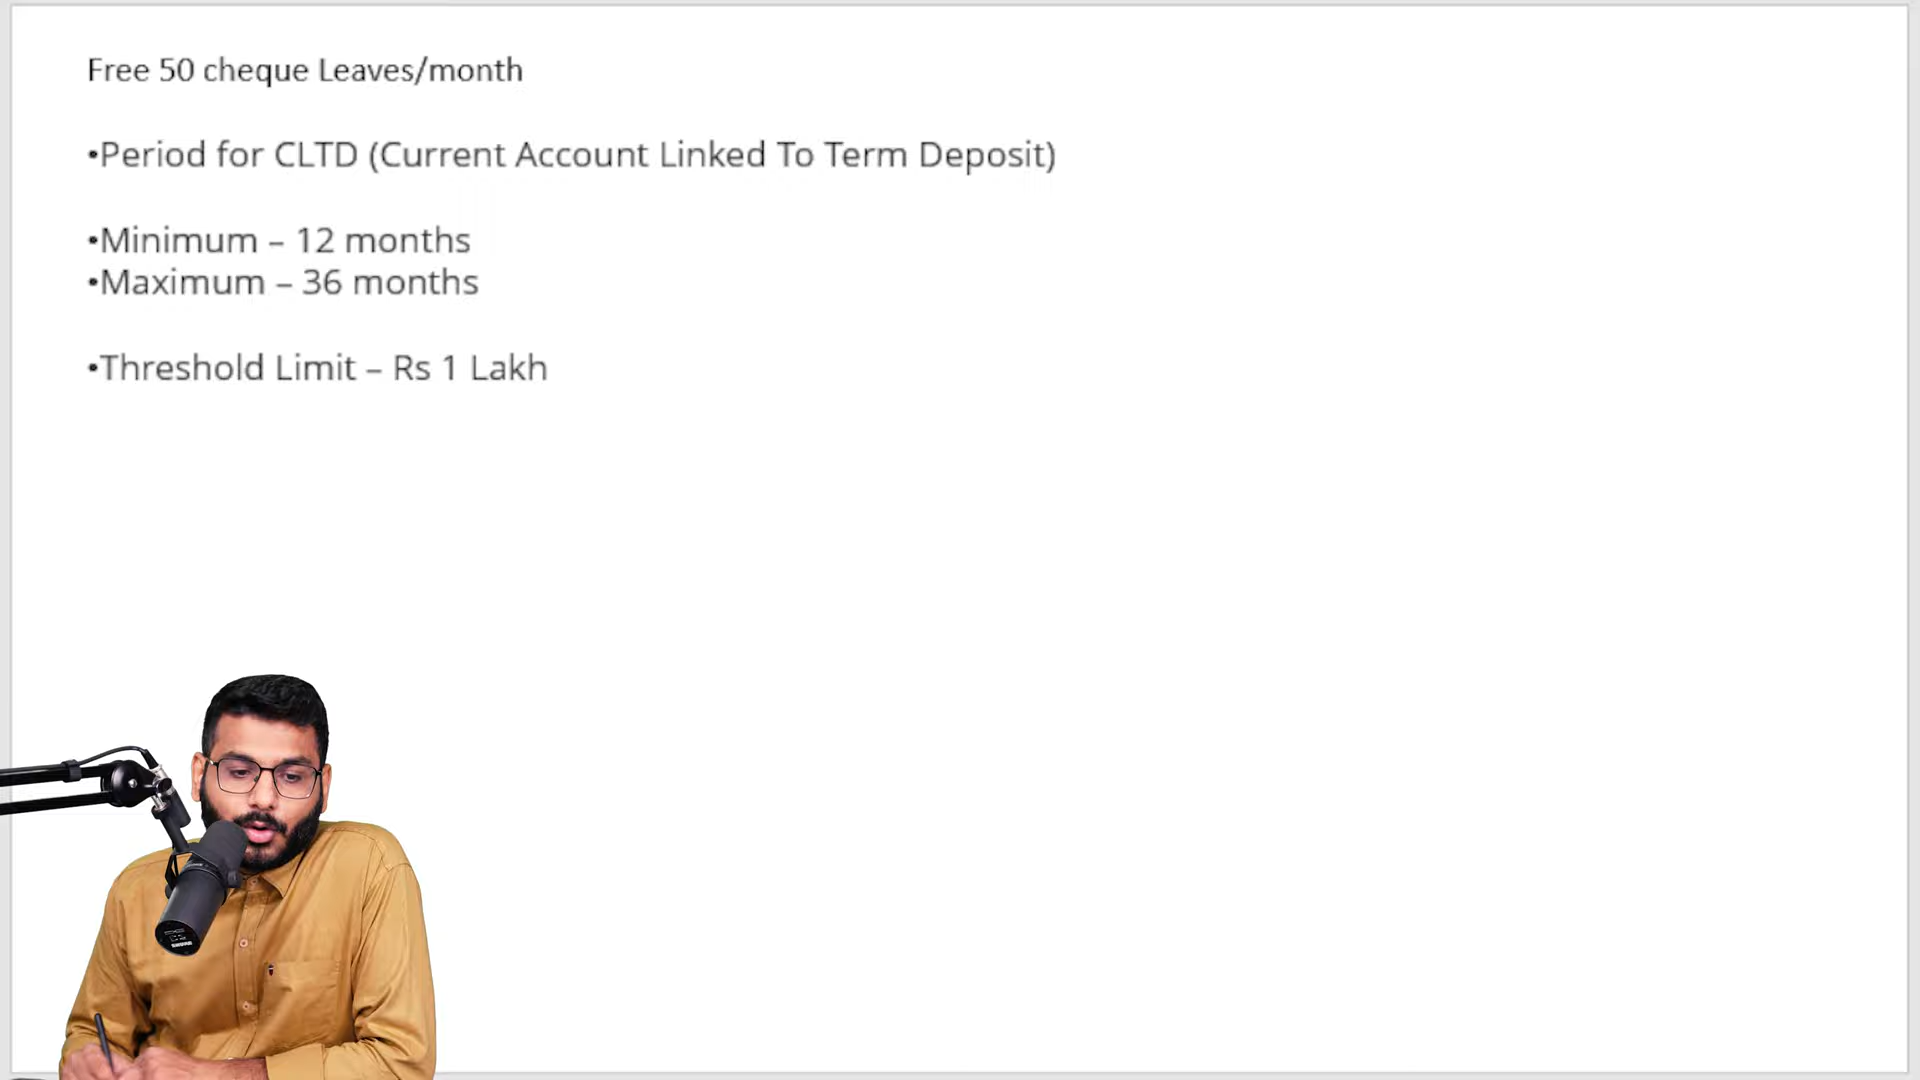 Free 50 cheque Leaves/month
•Period for CLTD (Current Account Linked To Term Deposit)
•Minimum – 12 months
•Maximum – 36 months
•Threshold Limit – Rs 1 Lakh